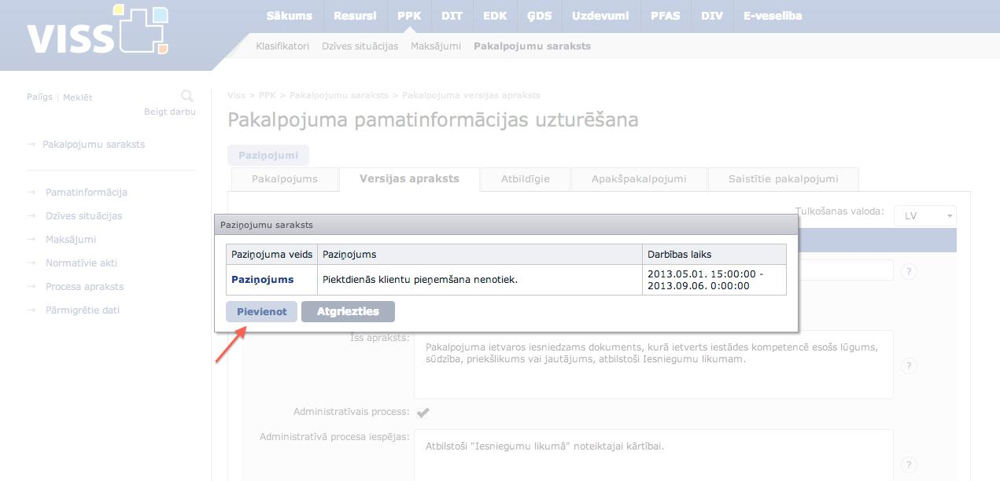 VISS
Sākums Resursi PPK DIT EDK ĢDS Uzdevumi PFAS DIV E-veselība
Klasifikatori Dzīves situācijas Maksājumi Pakalpojumu saraksts
Palīgs | Meklēt
Beigt darbu
→ Pakalpojumu saraksts
→ Pamatinformācija
→ Dzīves situācijas
→ Maksājumi
→ Normatīvie akti
→ Procesa apraksts
→ Pārmigrētie dati
Viss > PPK > Pakalpojumu saraksts > Pakalpojuma versijas apraksts
Pakalpojuma pamatinformācijas uzturēšana
Paziņojumi
Pakalpojums Versijas apraksts Atbildīgie Apakšpakalpojumi Saistītie pakalpojumi
Tulkošanas valoda: LV
Paziņojumu saraksts
Paziņojuma veids Paziņojums Darbības laiks
Paziņojums Piektdienās klientu pieņemšana nenotiek. 2013.05.01. 15:00:00 -
2013.09.06. 0:00:00
Pievienot Atgriezties
?
Īss apraksts: Pakalpojuma ietvaros iesniedzams dokuments, kurā ietverts iestādes kompetencē esošs lūgums,
sūdzība, priekšlikums vai jautājums, atbilstoši Iesniegumu likumam.
?
Administratīvais process:
Administratīvā procesa iespējas: Atbilstoši "Iesniegumu likumā" noteiktajai kārtībai.
?